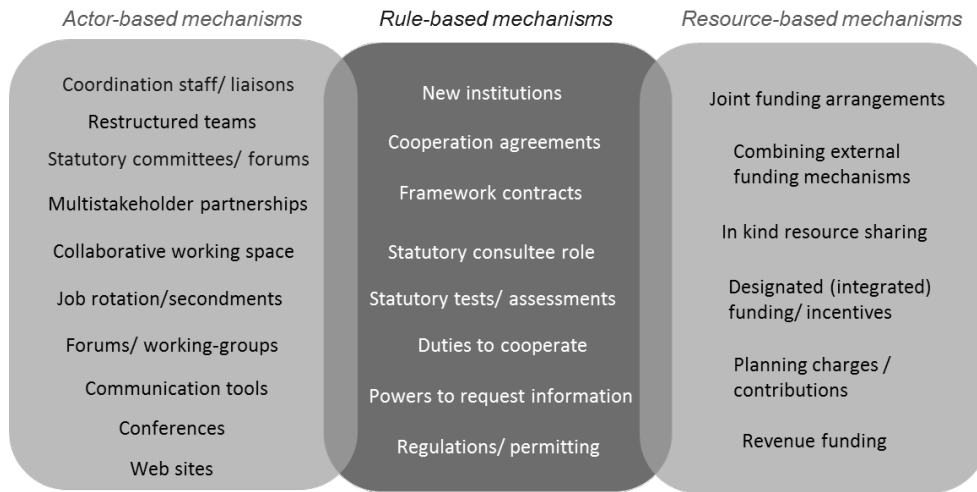 Actor-based mechanisms
Coordination staff/ liaisons
Restructured teams
Statutory committees/ forums
Multistakeholder partnerships
Collaborative working space
Job rotation/secondments
Forums/ working-groups
Communication tools
Conferences
Web sites
Rule-based mechanisms
New institutions
Cooperation agreements
Framework contracts
Statutory consultee role
Statutory tests/ assessments
Duties to cooperate
Powers to request information
Regulations/ permitting
Resource-based mechanisms
Joint funding arrangements
Combining external
funding mechanisms
In kind resource sharing
Designated (integrated)
funding/ incentives
Planning charges /
contributions
Revenue funding